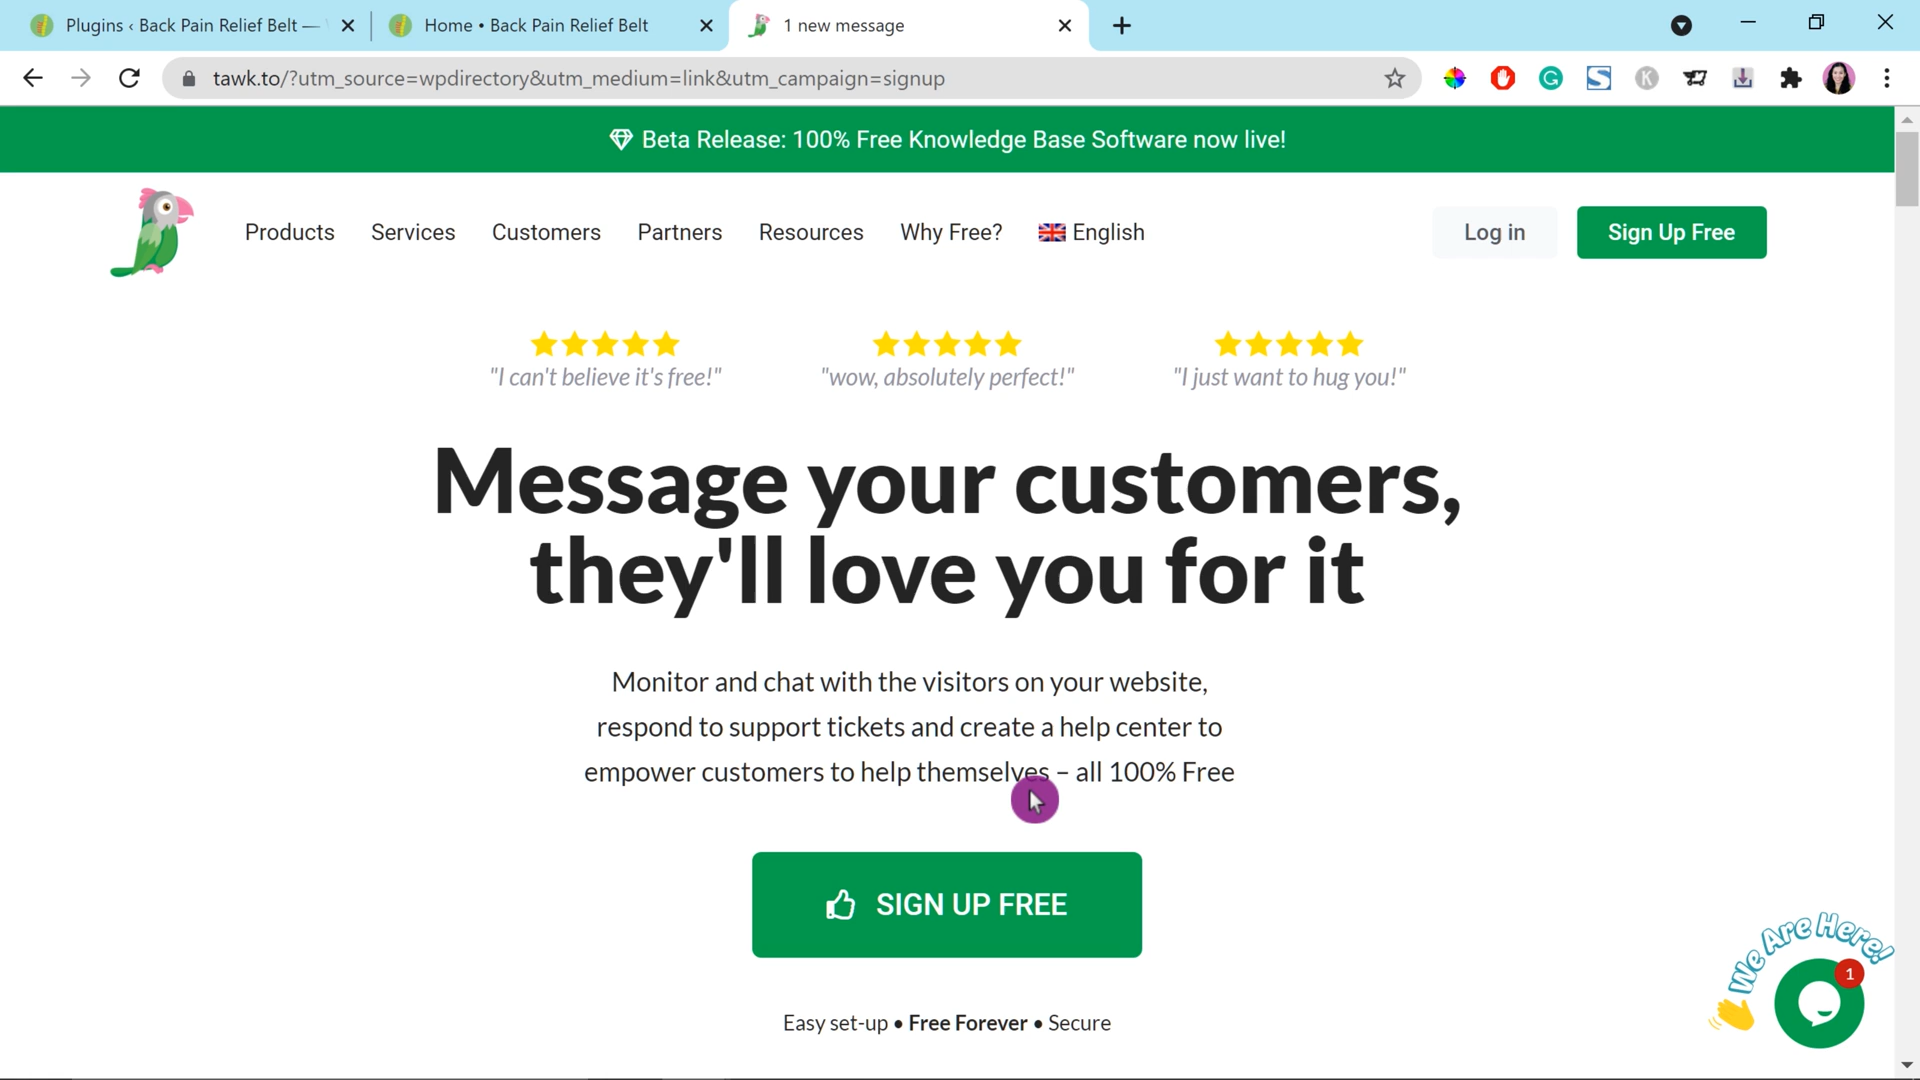 Plugins ‹ Back Pain Relief Belt —
Home • Back Pain Relief Belt
1 new message
tawk.to/?utm_source=wpdirectory&utm_medium=link&utm_campaign=signup
Beta Release: 100% Free Knowledge Base Software now live!
Products
Services
Customers
Partners
Resources
Why Free?
English
Log in
Sign Up Free
"I can't believe it's free!"
"wow, absolutely perfect!"
"I just want to hug you!"
Message your customers,
they'll love you for it
Monitor and chat with the visitors on your website,
respond to support tickets and create a help center to
empower customers to help themselves – all 100% Free
SIGN UP FREE
Easy set-up • Free Forever • Secure
We Are Here!
1